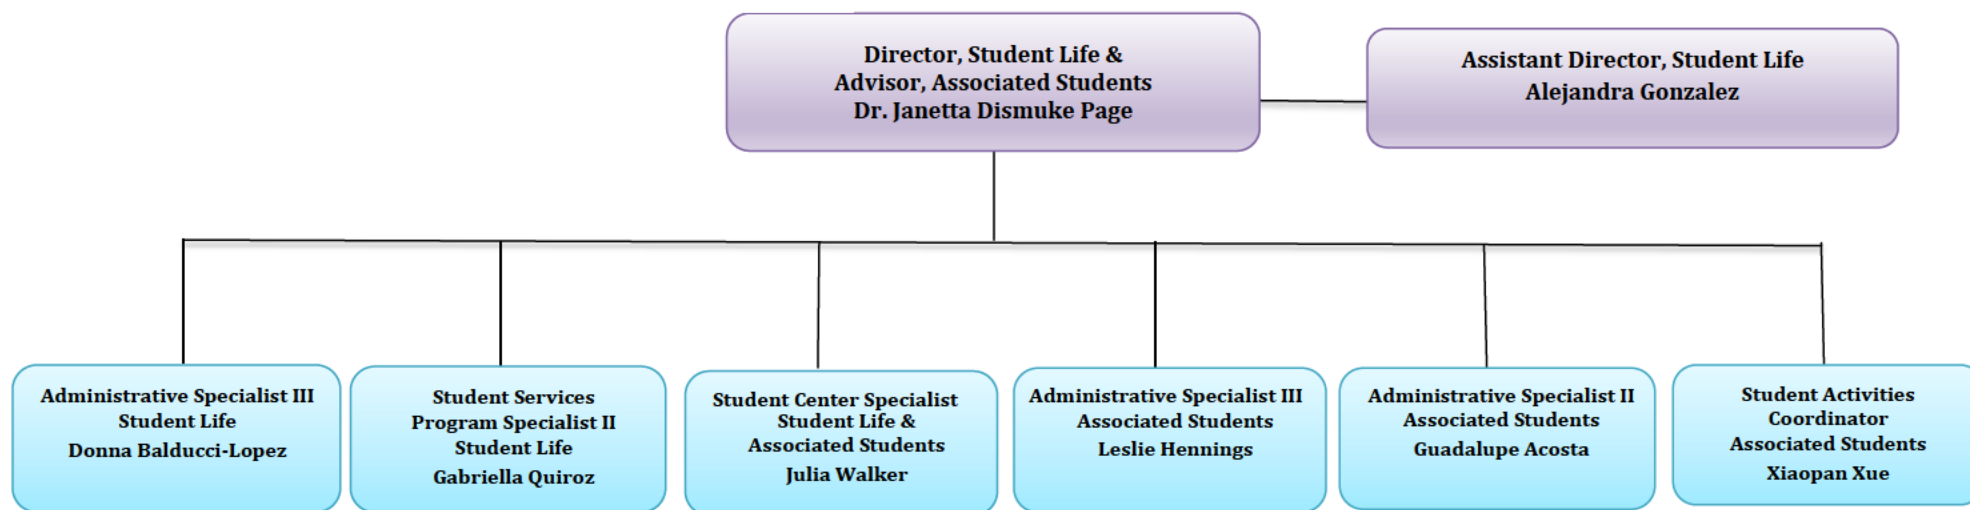 Director, Student Life &
Advisor, Associated Students
Dr. Janetta Dismuke Page
Assistant Director, Student Life
Alejandra Gonzalez
Administrative Specialist III
Student Life
Donna Balducci-Lopez
Student Services
Program Specialist II
Student Life
Gabriella Quiroz
Student Center Specialist
Student Life &
Associated Students
Julia Walker
Administrative Specialist III
Associated Students
Leslie Hennings
Administrative Specialist II
Associated Students
Guadalupe Acosta
Student Activities
Coordinator
Associated Students
Xiaopan Xue